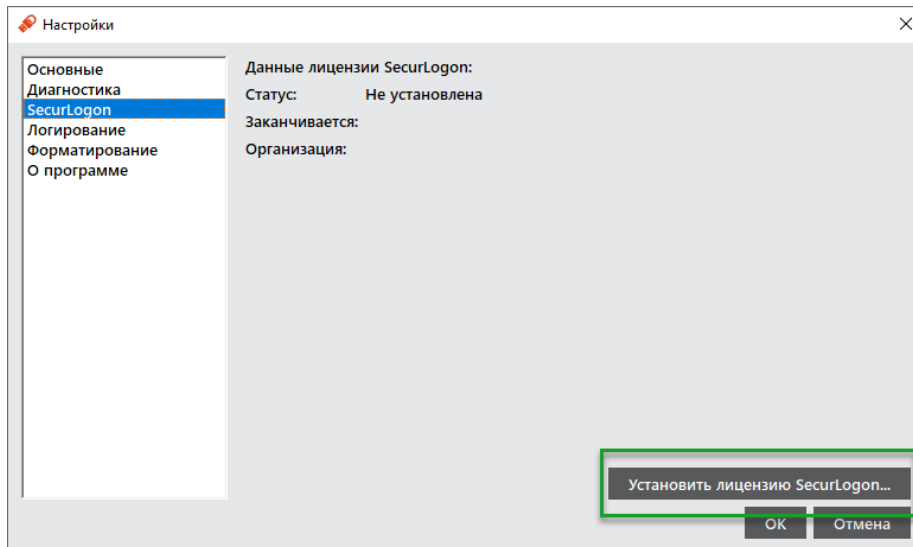 Настройки
Основные
Диагностика
SecurLogon
Логирование
Форматирование
О программе
Данные лицензии SecurLogon:
Статус: Не установлена
Заканчивается:
Организация:
Установить лицензию SecurLogon...
OK Отмена